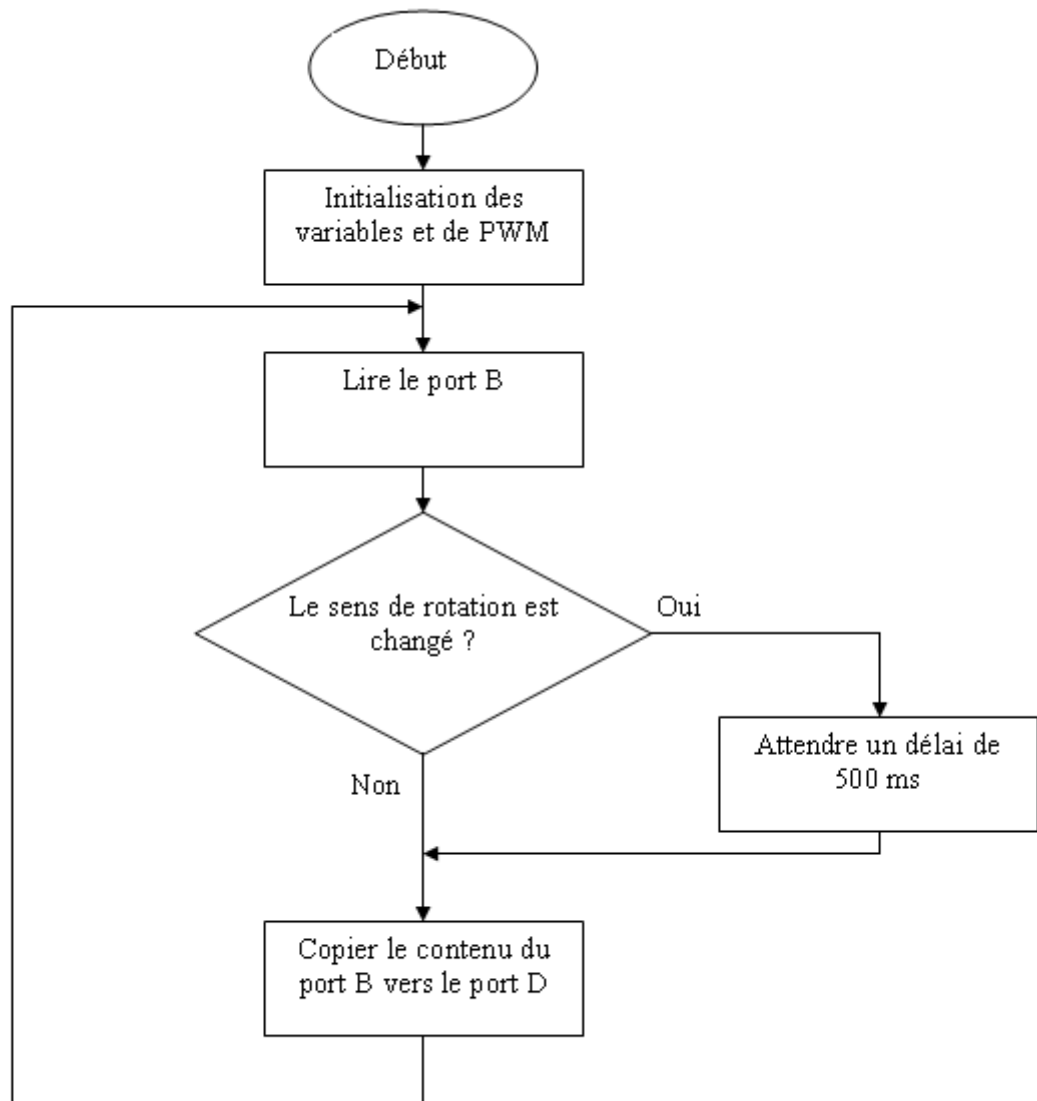 Début
Initialisation des
variables et de PWM
Lire le port B
Le sens de rotation est
changé ?
Oui
Attendre un délai de
500 ms
Non
Copier le contenu du
port B vers le port D